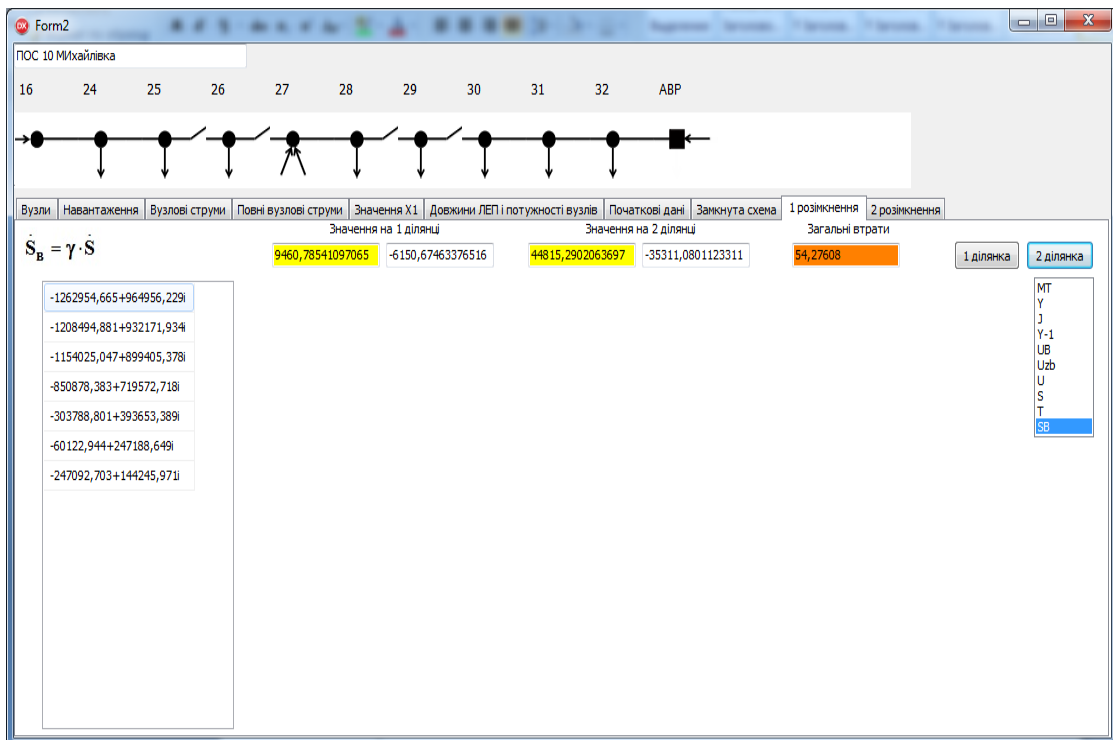 Form2
ПОС 10 МИхайлівка
16 24 25 26 27 28 29 30 31 32 АВР
Вузли Навантаження Вузлові струми Повні вузлові струми Значення X1 Довжини ЛЕП і потужності вузлів Початкові дані Замкнута схема 1 розімкнення 2 розімкнення
Значення на 1 ділянці Значення на 2 ділянці Загальні втрати
Ṡ_B = γ · Ṡ
9460,78541097065 -6150,67463376516 44815,2902063697 -35311,0801123311 54,27608 1 ділянка 2 ділянка
-1262954,665+964956,229i
-1208494,881+932171,934i
-1154025,047+899405,378i
-850878,383+719572,718i
-303788,801+393653,389i
-60122,944+247188,649i
-247092,703+144245,971i
MT
Y
J
Y-1
UB
Uzb
U
S
T
SB